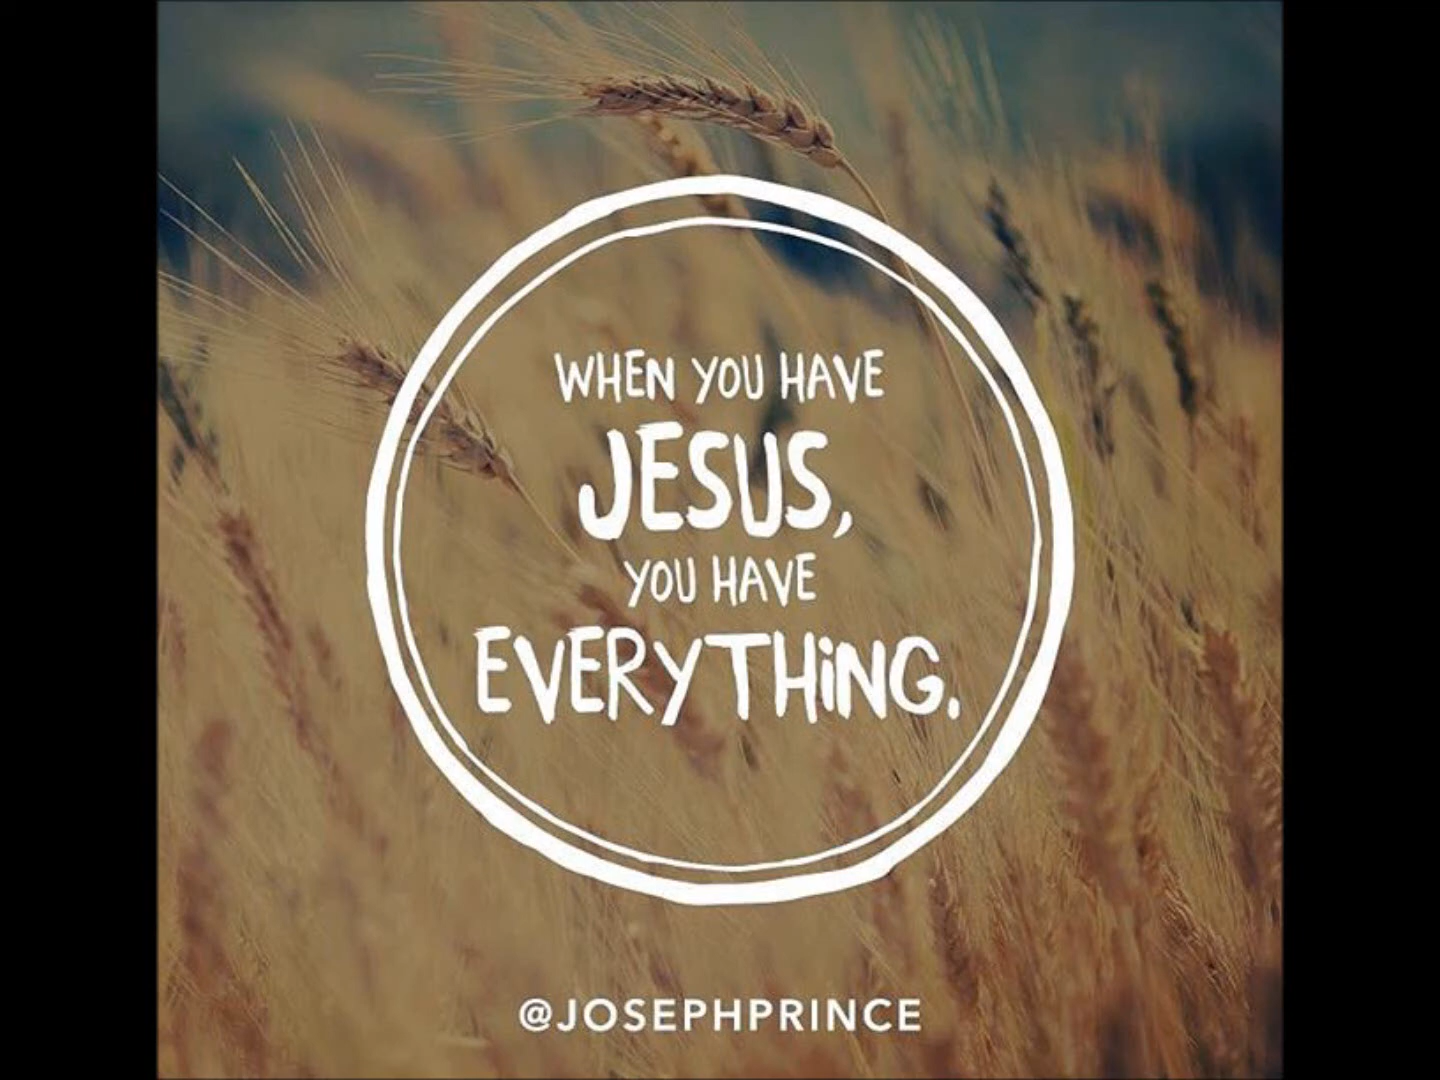 WHEN YOU HAVE
JESUS,
YOU HAVE
EVERYTHiNG.
@JOSEPHPRINCE